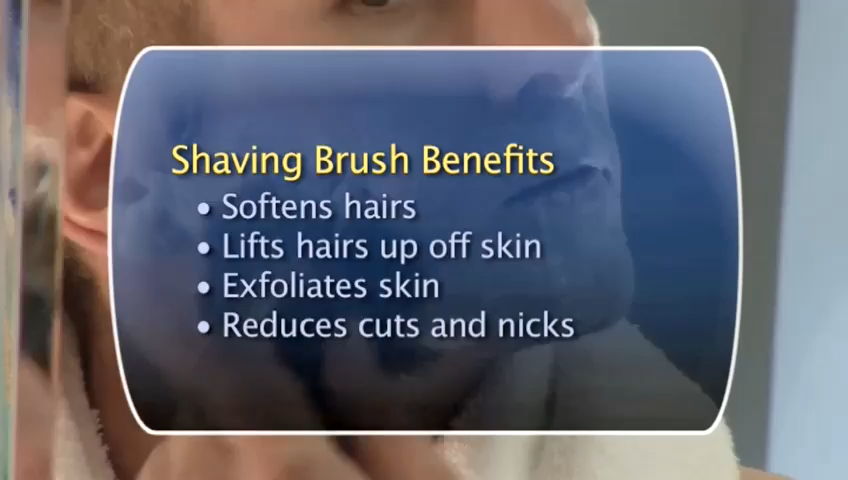 Shaving Brush Benefits
• Softens hairs
• Lifts hairs up off skin
• Exfoliates skin
• Reduces cuts and nicks